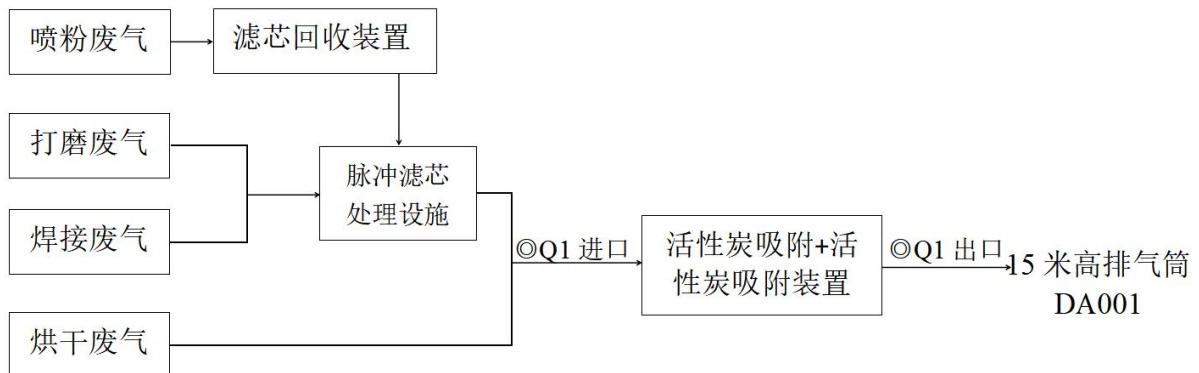 喷粉废气
滤芯回收装置
打磨废气
脉冲滤芯
处理设施
焊接废气
◎Q1 进口
活性炭吸附+活
性炭吸附装置
◎Q1 出口
15 米高排气筒
DA001
烘干废气